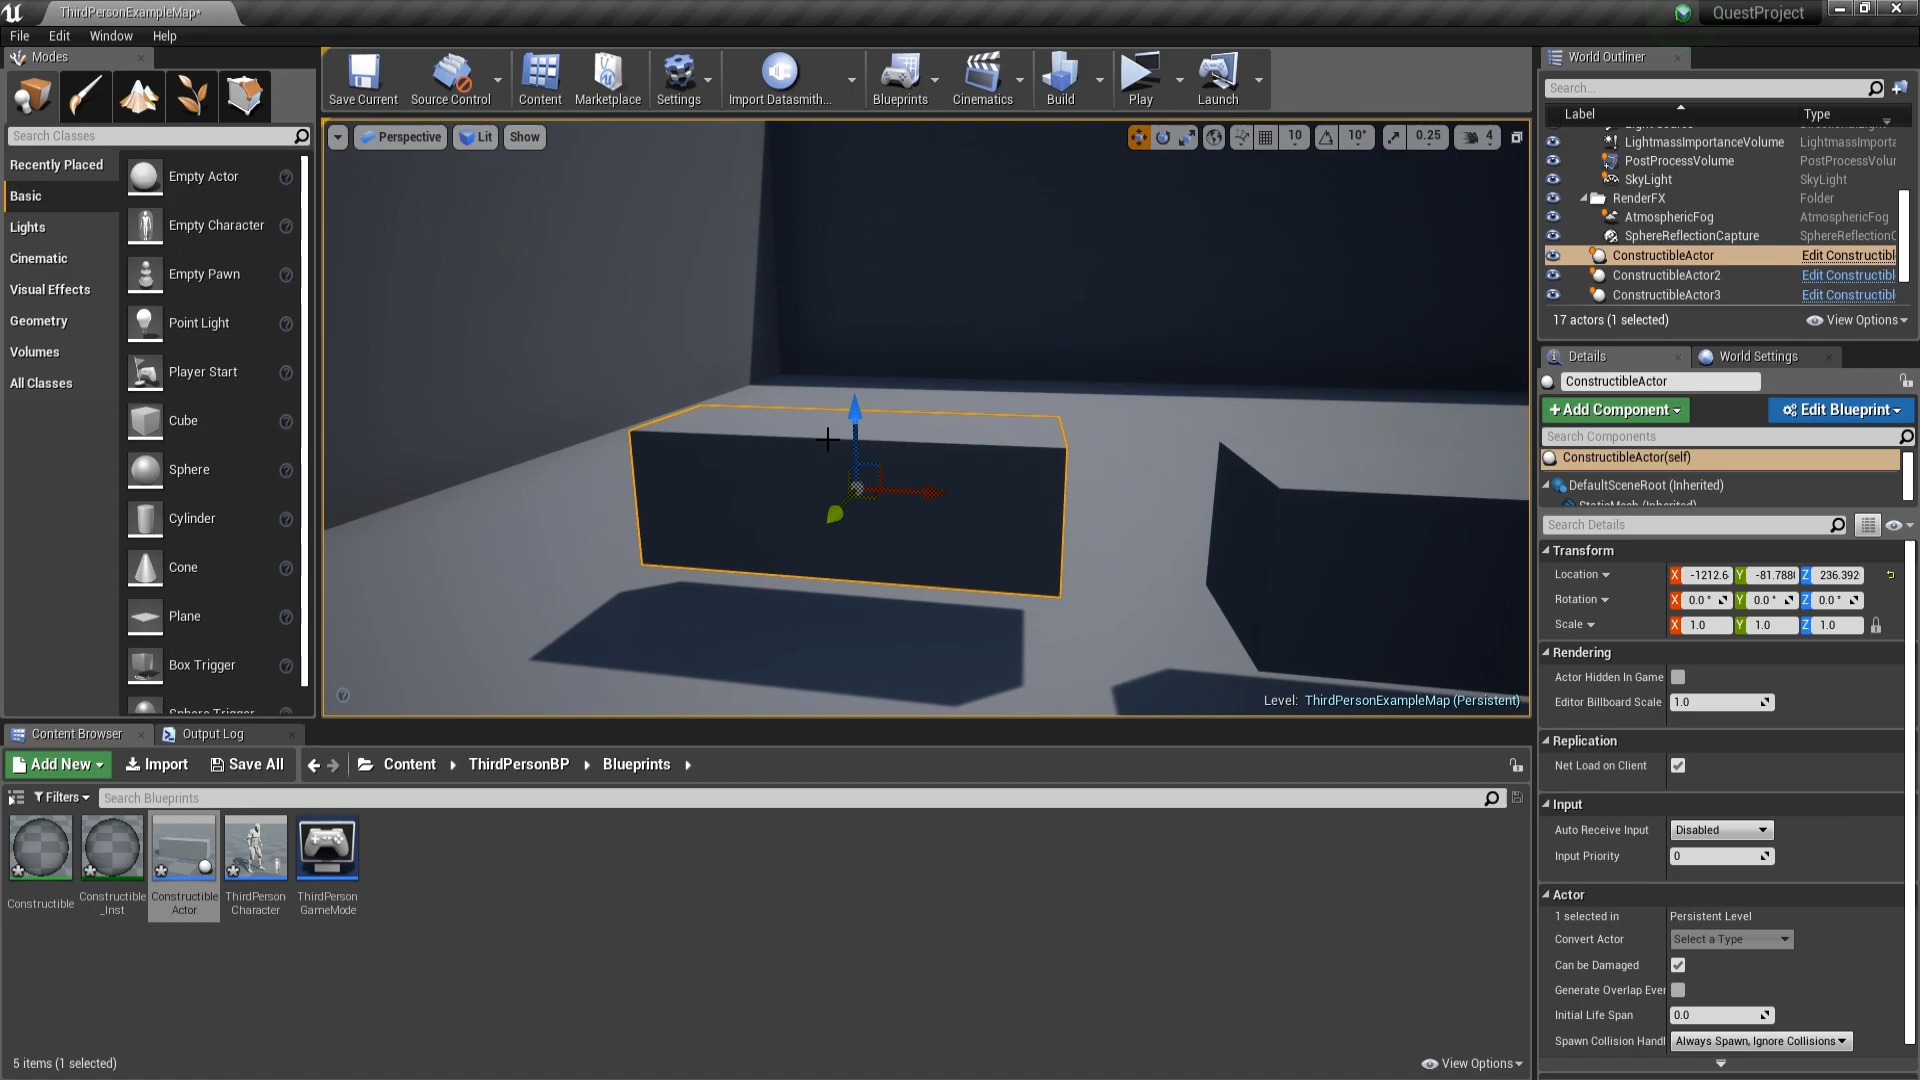 ThirdPersonExampleMap*
QuestProject
File Edit Window Help
Modes
Search Classes
Recently Placed
Basic
Lights
Cinematic
Visual Effects
Geometry
Volumes
All Classes
Empty Actor
Empty Character
Empty Pawn
Point Light
Player Start
Cube
Sphere
Cylinder
Cone
Plane
Box Trigger
Sphere Trigger
Save Current
Source Control
Content
Marketplace
Settings
Import Datasmith...
Blueprints
Cinematics
Build
Play
Launch
Perspective Lit Show
10 10° 0.25 4
Level: ThirdPersonExampleMap (Persistent)
World Outliner
Search...
Label Type
LightmassImportanceVolume Lightmassimporta
PostProcessVolume PostProcessVolur
SkyLight SkyLight
RenderFX Folder
AtmosphericFog AtmosphericFog
SphereReflectionCapture SphereReflectionC
ConstructibleActor Edit Constructibl
ConstructibleActor2 Edit Constructibl
ConstructibleActor3 Edit Constructibl
17 actors (1 selected) View Options
Details World Settings
ConstructibleActor
+Add Component Edit Blueprint
Search Components
ConstructibleActor(self)
DefaultSceneRoot (Inherited)
StaticMesh (Inherited)
Search Details
Transform
Location X -1212.6 Y -81.788 Z 236.392
Rotation X 0.0° Y 0.0° Z 0.0°
Scale X 1.0 Y 1.0 Z 1.0
Rendering
Actor Hidden In Game
Editor Billboard Scale 1.0
Replication
Net Load on Client
Input
Auto Receive Input Disabled
Input Priority 0
Actor
1 selected in Persistent Level
Convert Actor Select a Type
Can be Damaged
Generate Overlap Ever
Initial Life Span 0.0
Spawn Collision Handl Always Spawn, Ignore Collisions
Content Browser Output Log
Add New Import Save All Content ThirdPersonBP Blueprints
Filters Search Blueprints
Constructible
Constructible
_Inst
Constructible
Actor
ThirdPerson
Character
ThirdPerson
GameMode
5 items (1 selected) View Options